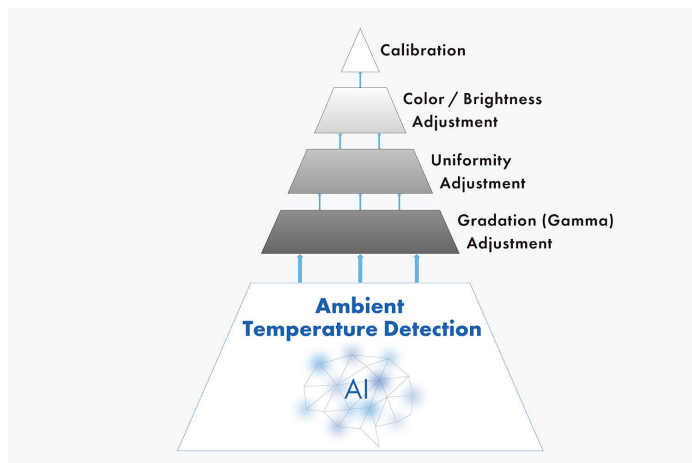 Calibration
Color / Brightness
Adjustment
Uniformity
Adjustment
Gradation (Gamma)
Adjustment
Ambient
Temperature Detection
AI